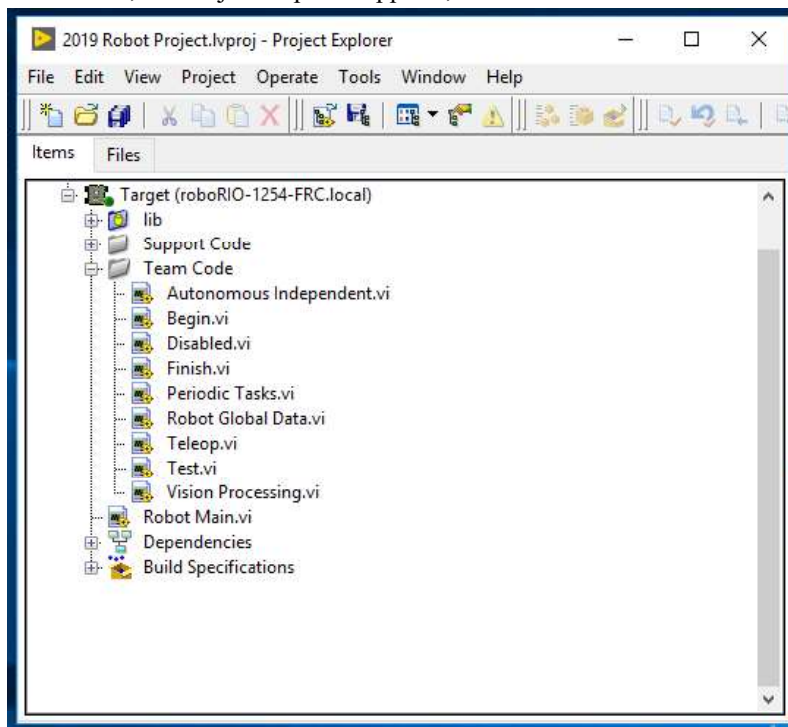 2019 Robot Project.lvproj - Project Explorer
File Edit View Project Operate Tools Window Help
Items Files
Target (roboRIO-1254-FRC.local)
lib
Support Code
Team Code
Autonomous Independent.vi
Begin.vi
Disabled.vi
Finish.vi
Periodic Tasks.vi
Robot Global Data.vi
Teleop.vi
Test.vi
Vision Processing.vi
Robot Main.vi
Dependencies
Build Specifications